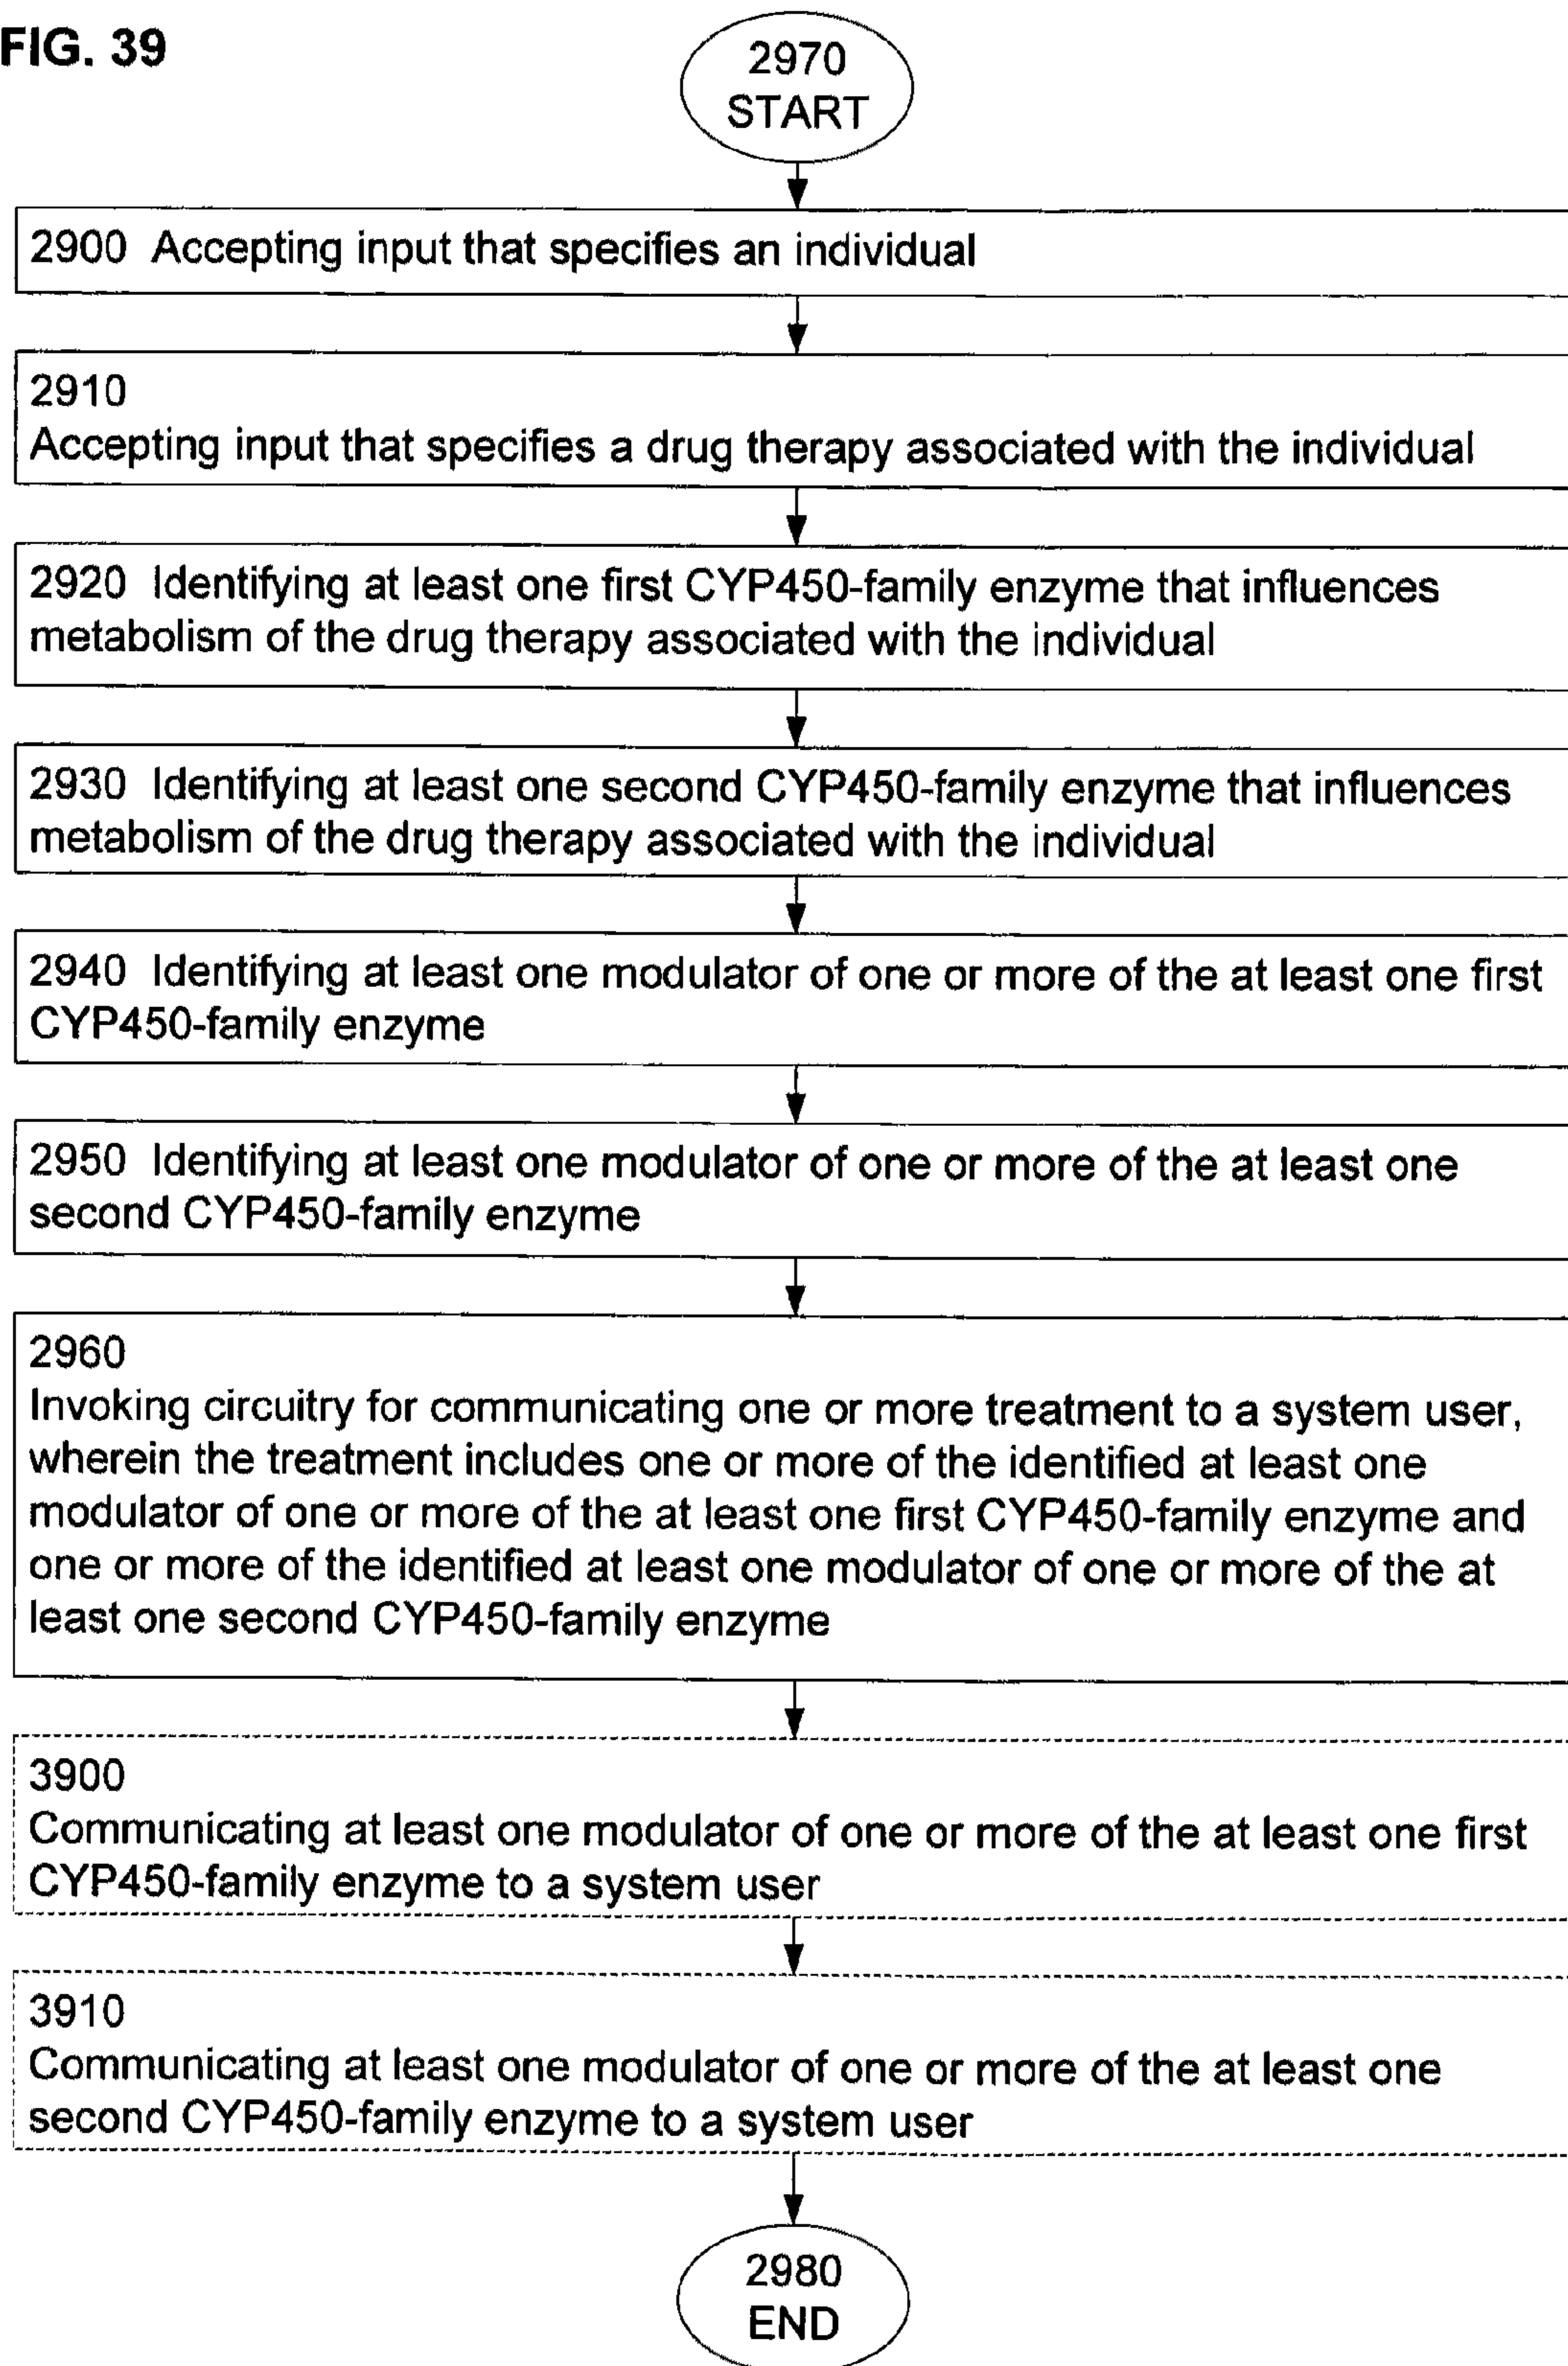 FIG. 39
2970
START
2900 Accepting input that specifies an individual
2910
Accepting input that specifies a drug therapy associated with the individual
2920 Identifying at least one first CYP450-family enzyme that influences
metabolism of the drug therapy associated with the individual
2930 Identifying at least one second CYP450-family enzyme that influences
metabolism of the drug therapy associated with the individual
2940 Identifying at least one modulator of one or more of the at least one first
CYP450-family enzyme
2950 Identifying at least one modulator of one or more of the at least one
second CYP450-family enzyme
2960
Invoking circuitry for communicating one or more treatment to a system user,
wherein the treatment includes one or more of the identified at least one
modulator of one or more of the at least one first CYP450-family enzyme and
one or more of the identified at least one modulator of one or more of the at
least one second CYP450-family enzyme
3900
Communicating at least one modulator of one or more of the at least one first
CYP450-family enzyme to a system user
3910
Communicating at least one modulator of one or more of the at least one
second CYP450-family enzyme to a system user
2980
END